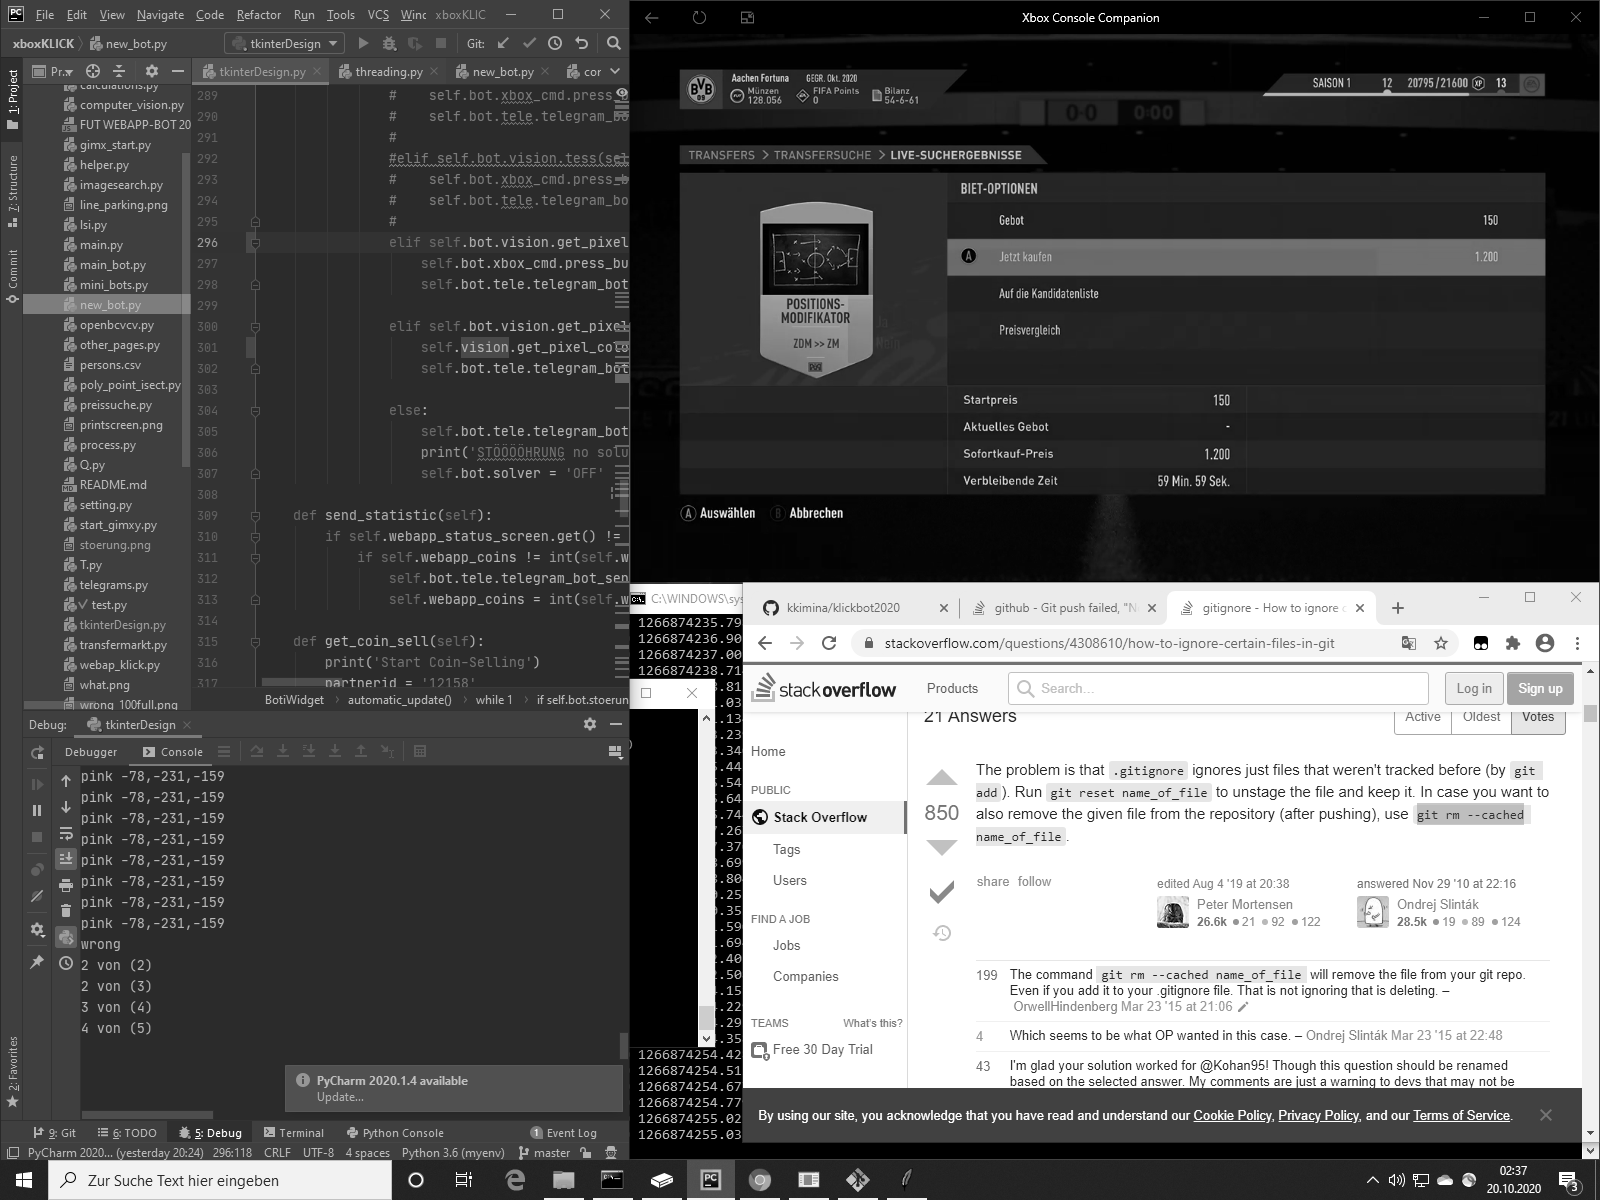 File Edit View Navigate Code Refactor Run Tools VCS Winc xboxKLIC
xboxKLICK new_bot.py tkinterDesign Git:
1: Project
7: Structure
Commit
2: Favorites
Pr...
calculations.py
computer_vision.py
FUT WEBAPP-BOT 20
gimx_start.py
helper.py
imagesearch.py
line_parking.png
lsi.py
main.py
main_bot.py
mini_bots.py
new_bot.py
openbcvcv.py
other_pages.py
persons.csv
poly_point_isect.py
preissuche.py
printscreen.png
process.py
Q.py
README.md
setting.py
start_gimxy.py
stoerung.png
T.py
telegrams.py
test.py
tkinterDesign.py
transfermarkt.py
webap_klick.py
what.png
wrong_100full.png
tkinterDesign.py threading.py new_bot.py cor
289 # self.bot.xbox_cmd.press_b
290 # self.bot.tele.telegram_bo
291 #
292 #elif self.bot.vision.tess(sel
293 # self.bot.xbox_cmd.press_b
294 # self.bot.tele.telegram_bo
295 #
296 elif self.bot.vision.get_pixel
297 self.bot.xbox_cmd.press_bu
298 self.bot.tele.telegram_bot
299
300 elif self.bot.vision.get_pixel
301 self.vision.get_pixel_colo
302 self.bot.tele.telegram_bot
303
304 else:
305 self.bot.tele.telegram_bot
306 print('STÖÖÖÖHRUNG no solu
307 self.bot.solver = 'OFF'
308
309 def send_statistic(self):
310 if self.webapp_status_screen.get() !=
311 if self.webapp_coins != int(self.w
312 self.bot.tele.telegram_bot_sen
313 self.webapp_coins = int(self.w
314
315 def get_coin_sell(self):
316 print('Start Coin-Selling')
317 partnerid = '12158'
BotiWidget automatic_update() while 1 if self.bot.stoerun
Debug: tkinterDesign
Debugger Console
pink -78,-231,-159
pink -78,-231,-159
pink -78,-231,-159
pink -78,-231,-159
pink -78,-231,-159
pink -78,-231,-159
pink -78,-231,-159
pink -78,-231,-159
wrong
2 von (2)
2 von (3)
3 von (4)
4 von (5)
PyCharm 2020.1.4 available
Update...
9: Git 6: TODO 5: Debug Terminal Python Console 1 Event Log
PyCharm 2020... (yesterday 20:24) 296:118 CRLF UTF-8 4 spaces Python 3.6 (myenv) master
Xbox Console Companion
BVB 09
Aachen Fortuna GEGR. Okt. 2020
Münzen 128.056 FIFA Points 0 Bilanz 54-6-61
SAISON 1 12 20795/21600 XP 13
0-0 0:00
TRANSFERS > TRANSFERSUCHE > LIVE-SUCHERGEBNISSE
POSITIONS-
MODIFIKATOR
ZDM >> ZM
BIET-OPTIONEN
Gebot 150
A Jetzt kaufen 1.200
Auf die Kandidatenliste
Preisvergleich
Startpreis 150
Aktuelles Gebot -
Sofortkauf-Preis 1.200
Verbleibende Zeit 59 Min. 59 Sek.
A Auswählen B Abbrechen
C:\WINDOWS\sys
1266874235.79
1266874236.90
1266874237.00
1266874238.71
1266874254.42
1266874254.51
1266874254.67
1266874254.77
1266874255.02
1266874255.03
kkimina/klickbot2020 github - Git push failed, "N gitignore - How to ignore c
stackoverflow.com/questions/4308610/how-to-ignore-certain-files-in-git
stackoverflow Products Search... Log in Sign up
21 Answers Active Oldest Votes
Home
PUBLIC
Stack Overflow
Tags
Users
FIND A JOB
Jobs
Companies
TEAMS What's this?
Free 30 Day Trial
850
The problem is that .gitignore ignores just files that weren't tracked before (by git
add). Run git reset name_of_file to unstage the file and keep it. In case you want to
also remove the given file from the repository (after pushing), use git rm --cached
name_of_file.
share follow
edited Aug 4 '19 at 20:38
Peter Mortensen
26.6k 21 92 122
answered Nov 29 '10 at 22:16
Ondrej Slinták
28.5k 19 89 124
199 The command git rm --cached name_of_file will remove the file from your git repo.
Even if you add it to your .gitignore file. That is not ignoring that is deleting. –
OrwellHindenberg Mar 23 '15 at 21:06
4 Which seems to be what OP wanted in this case. – Ondrej Slinták Mar 23 '15 at 22:48
43 I'm glad your solution worked for @Kohan95! Though this question should be renamed
based on the selected answer. My comments are just a warning to devs that may not be
By using our site, you acknowledge that you have read and understand our Cookie Policy, Privacy Policy, and our Terms of Service.
Zur Suche Text hier eingeben
02:37
20.10.2020
3